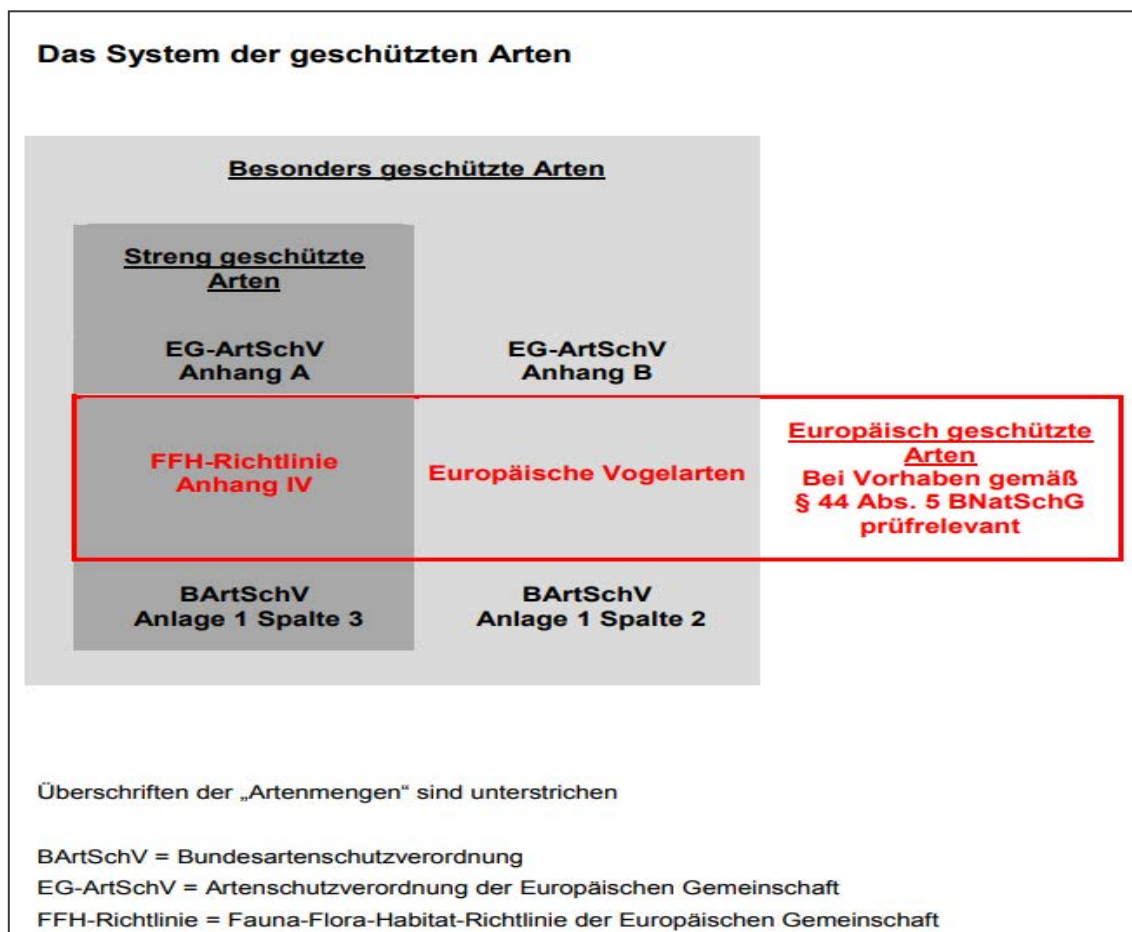 Das System der geschützten Arten
Besonders geschützte Arten
Streng geschützte
Arten
EG-ArtSchV
Anhang A
EG-ArtSchV
Anhang B
FFH-Richtlinie
Anhang IV
Europäische Vogelarten
Europäisch geschützte
Arten
Bei Vorhaben gemäß
§ 44 Abs. 5 BNatSchG
prüfrelevant
BArtSchV
Anlage 1 Spalte 3
BArtSchV
Anlage 1 Spalte 2
Überschriften der „Artenmengen“ sind unterstrichen
BArtSchV = Bundesartenschutzverordnung
EG-ArtSchV = Artenschutzverordnung der Europäischen Gemeinschaft
FFH-Richtlinie = Fauna-Flora-Habitat-Richtlinie der Europäischen Gemeinschaft